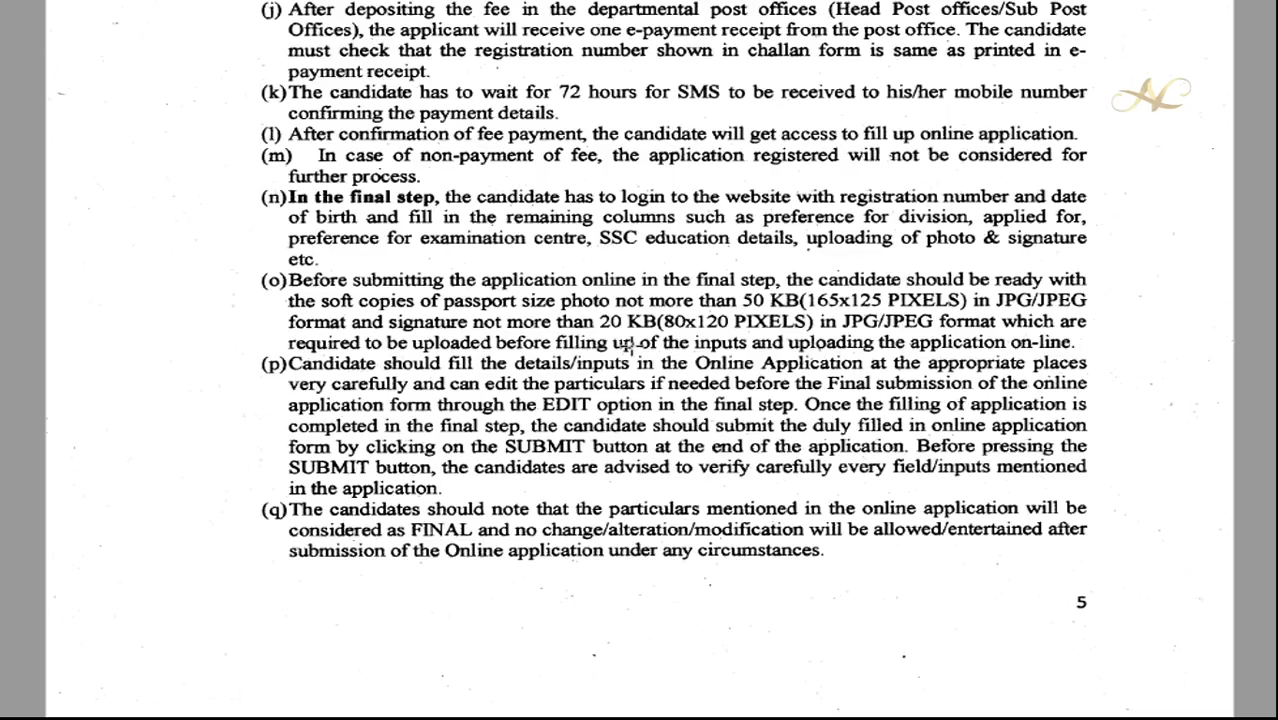 (j) After depositing the fee in the departmental post offices (Head Post offices/Sub Post
Offices), the applicant will receive one e-payment receipt from the post office. The candidate
must check that the registration number shown in challan form is same as printed in e-
payment receipt.
(k)The candidate has to wait for 72 hours for SMS to be received to his/her mobile number
confirming the payment details.
(l) After confirmation of fee payment, the candidate will get access to fill up online application.
(m) In case of non-payment of fee, the application registered will not be considered for
further process.
(n)In the final step, the candidate has to login to the website with registration number and date
of birth and fill in the remaining columns such as preference for division, applied for,
preference for examination centre, SSC education details, uploading of photo & signature
etc.
(o)Before submitting the application online in the final step, the candidate should be ready with
the soft copies of passport size photo not more than 50 KB(165x125 PIXELS) in JPG/JPEG
format and signature not more than 20 KB(80x120 PIXELS) in JPG/JPEG format which are
required to be uploaded before filling up of the inputs and uploading the application on-line.
(p)Candidate should fill the details/inputs in the Online Application at the appropriate places
very carefully and can edit the particulars if needed before the Final submission of the online
application form through the EDIT option in the final step. Once the filling of application is
completed in the final step, the candidate should submit the duly filled in online application
form by clicking on the SUBMIT button at the end of the application. Before pressing the
SUBMIT button, the candidates are advised to verify carefully every field/inputs mentioned
in the application.
(q)The candidates should note that the particulars mentioned in the online application will be
considered as FINAL and no change/alteration/modification will be allowed/entertained after
submission of the Online application under any circumstances.
5